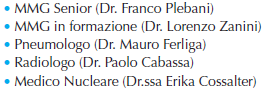 • MMG Senior (Dr. Franco Plebani)
• MMG in formazione (Dr. Lorenzo Zanini)
• Pneumologo (Dr. Mauro Ferliga)
• Radiologo (Dr. Paolo Cabassa)
• Medico Nucleare (Dr.ssa Erika Cossalter)